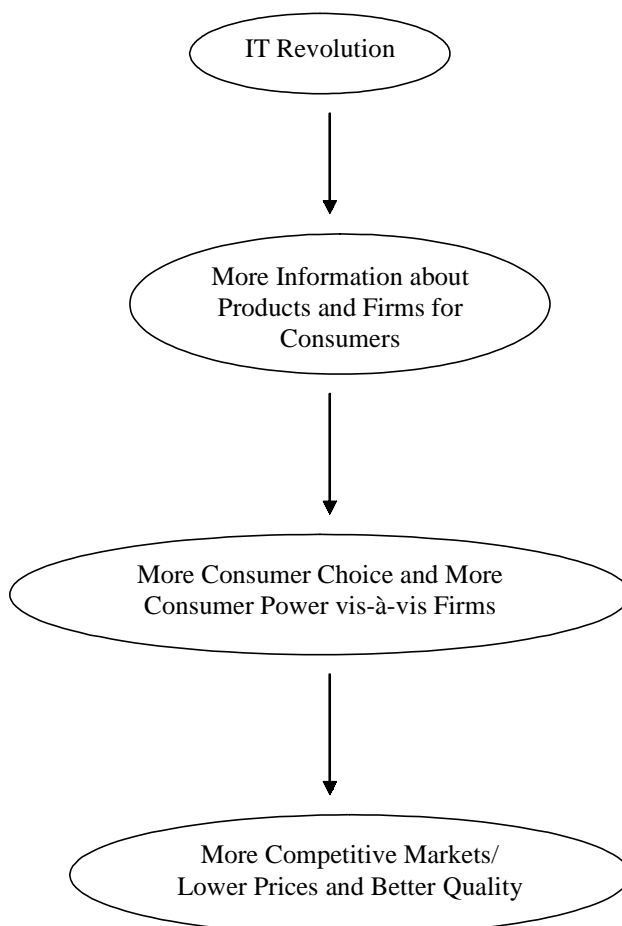 IT Revolution
More Information about
Products and Firms for
Consumers
More Consumer Choice and More
Consumer Power vis-à-vis Firms
More Competitive Markets/
Lower Prices and Better Quality